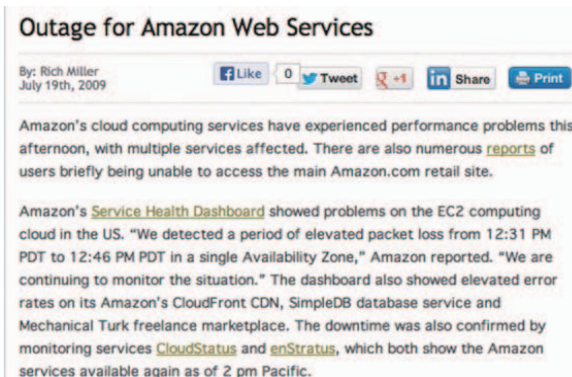 Outage for Amazon Web Services
By: Rich Miller
July 19th, 2009
Like 0 Tweet +1 in Share Print
Amazon's cloud computing services have experienced performance problems this
afternoon, with multiple services affected. There are also numerous reports of
users briefly being unable to access the main Amazon.com retail site.
Amazon's Service Health Dashboard showed problems on the EC2 computing
cloud in the US. “We detected a period of elevated packet loss from 12:31 PM
PDT to 12:46 PM PDT in a single Availability Zone,” Amazon reported. “We are
continuing to monitor the situation.” The dashboard also showed elevated error
rates on its Amazon's CloudFront CDN, SimpleDB database service and
Mechanical Turk freelance marketplace. The downtime was also confirmed by
monitoring services CloudStatus and enStratus, which both show the Amazon
services available again as of 2 pm Pacific.